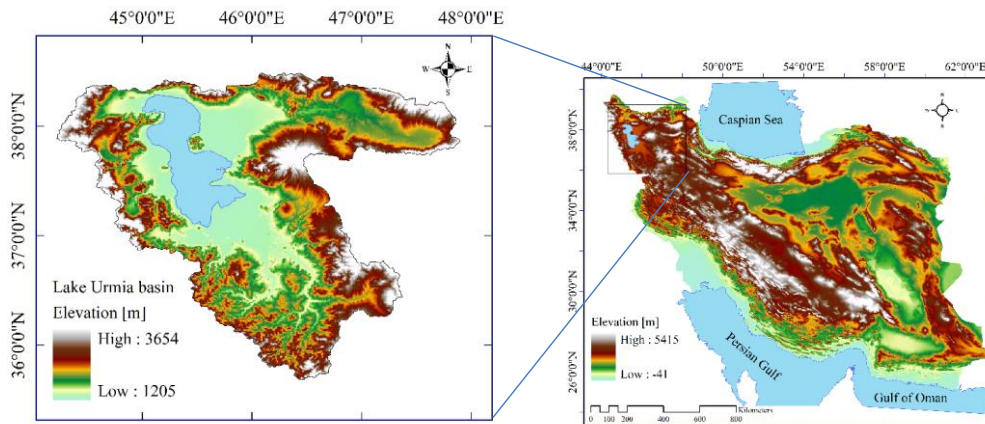 45°0'0"E 46°0'0"E 47°0'0"E 48°0'0"E
38°0'0"N
37°0'0"N
36°0'0"N
N
W E
S
Lake Urmia basin
Elevation [m]
High : 3654
Low : 1205
44°0'0"E 50°0'0"E 54°0'0"E 58°0'0"E 62°0'0"E
38°0'0"N
34°0'0"N
30°0'0"N
26°0'0"N
Caspian Sea
Persian Gulf
Gulf of Oman
Elevation [m]
High : 5415
Low : -41
0 100 200 400 600 800
Kilometers